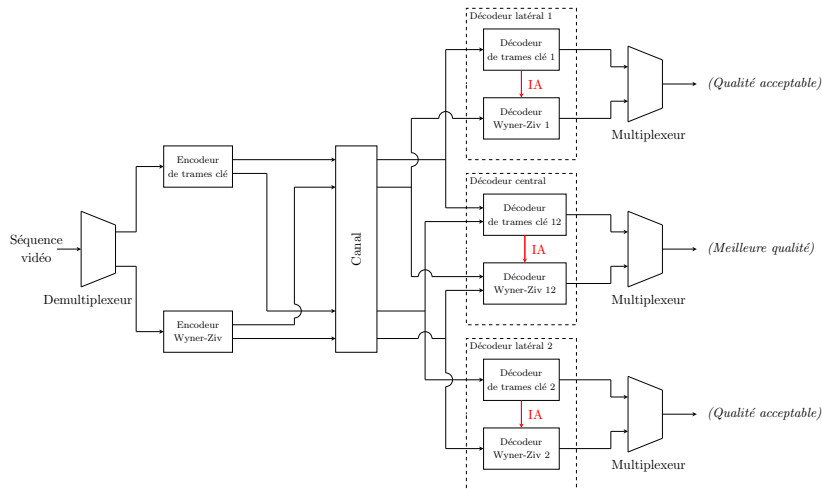 Séquence
vidéo
Demultiplexeur
Encodeur
de trames clé
Encodeur
Wyner-Ziv
Canal
Décodeur latéral 1
Décodeur
de trames clé 1
IA
Décodeur
Wyner-Ziv 1
Multiplexeur
(Qualité acceptable)
Décodeur central
Décodeur
de trames clé 12
IA
Décodeur
Wyner-Ziv 12
Multiplexeur
(Meilleure qualité)
Décodeur latéral 2
Décodeur
de trames clé 2
IA
Décodeur
Wyner-Ziv 2
Multiplexeur
(Qualité acceptable)